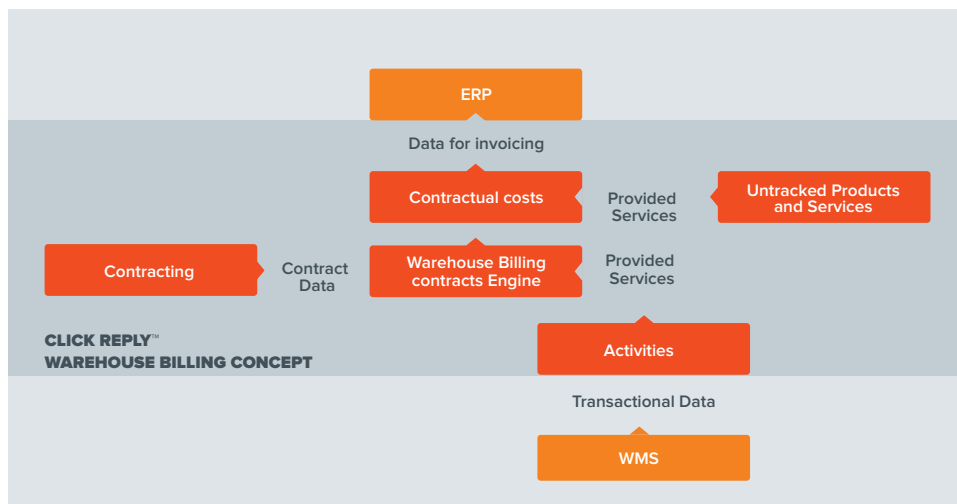 ERP
Data for invoicing
Contractual costs
Provided
Services
Untracked Products
and Services
Contracting
Contract
Data
Warehouse Billing
contracts Engine
Provided
Services
CLICK REPLY™
WAREHOUSE BILLING CONCEPT
Activities
Transactional Data
WMS